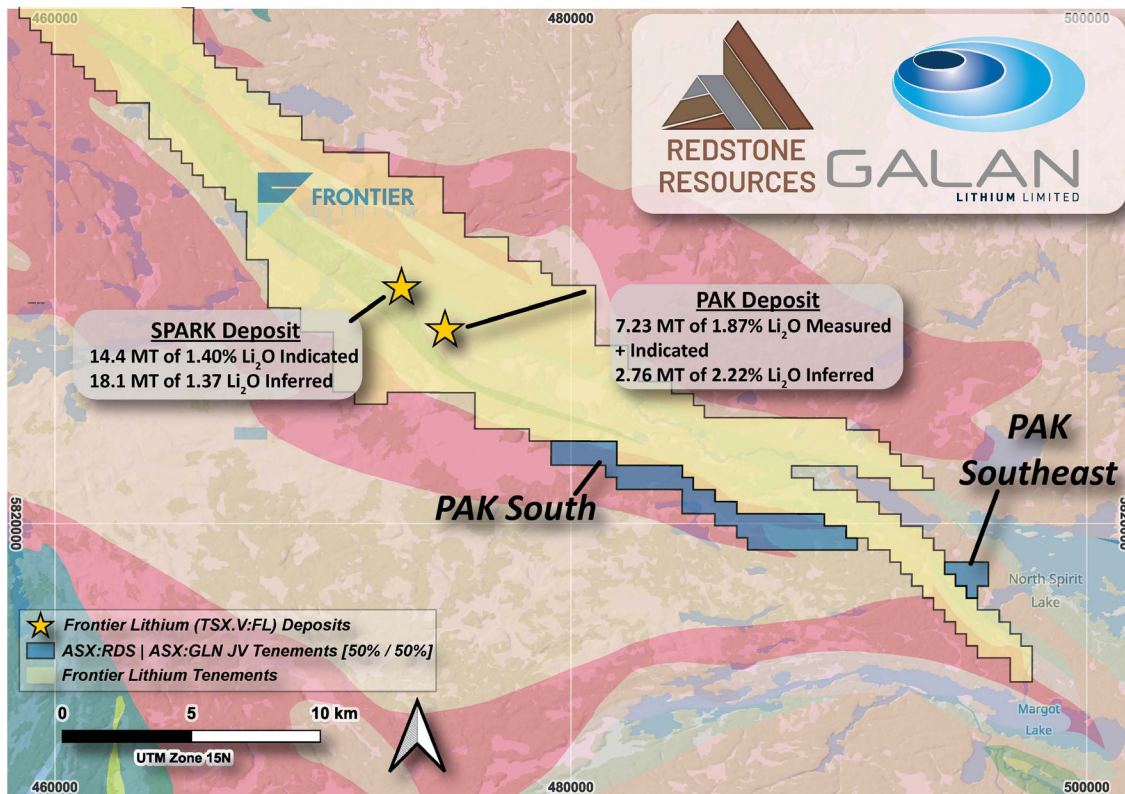 460000
480000
500000
REDSTONE
RESOURCES
GALAN
LITHIUM LIMITED
FRONTIER
LITHIUM
SPARK Deposit
14.4 MT of 1.40% Li₂O Indicated
18.1 MT of 1.37 Li₂O Inferred
PAK Deposit
7.23 MT of 1.87% Li₂O Measured
+ Indicated
2.76 MT of 2.22% Li₂O Inferred
PAK
Southeast
PAK South
5820000
5820000
North Spirit
Lake
Margot
Lake
Frontier Lithium (TSX.V:FL) Deposits
ASX:RDS | ASX:GLN JV Tenements [50% / 50%]
Frontier Lithium Tenements
0
5
10 km
UTM Zone 15N
460000
480000
500000